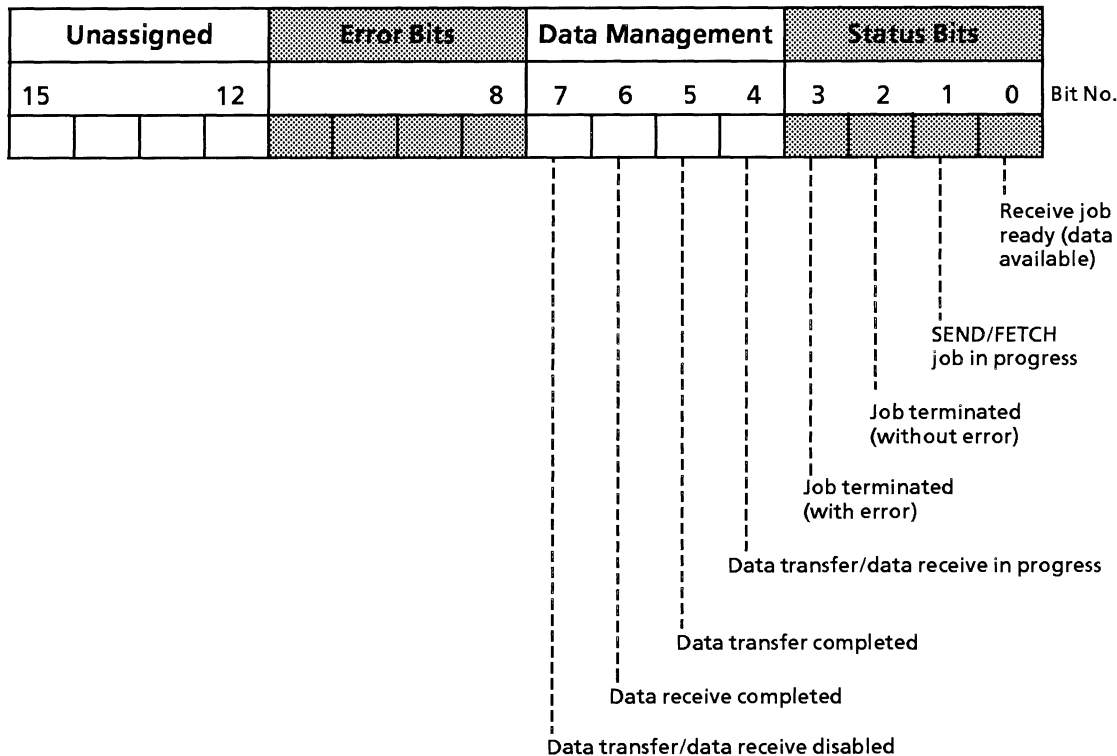 Unassigned Error Bits Data Management Status Bits
15 12 8 7 6 5 4 3 2 1 0 Bit No.
Receive job
ready (data
available)
SEND/FETCH
job in progress
Job terminated
(without error)
Job terminated
(with error)
Data transfer/data receive in progress
Data transfer completed
Data receive completed
Data transfer/data receive disabled